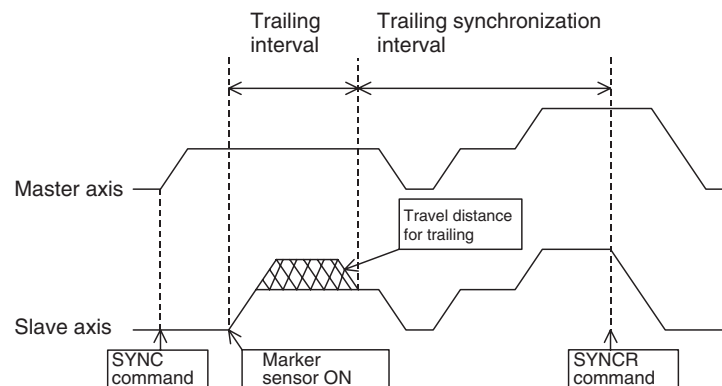 Trailing
interval
Trailing synchronization
interval
Master axis
Travel distance
for trailing
Slave axis
SYNC
command
Marker
sensor ON
SYNCR
command